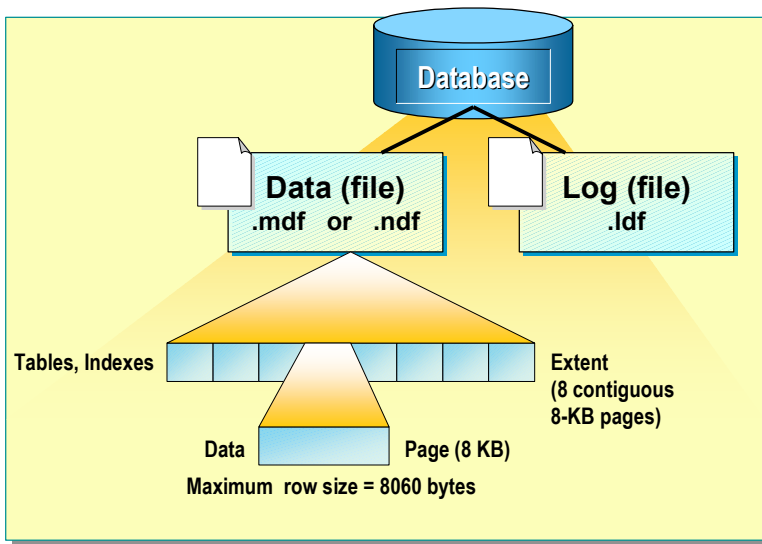 Database
Data (file)
.mdf or .ndf
Log (file)
.ldf
Tables, Indexes
Extent
(8 contiguous
8-KB pages)
Data
Page (8 KB)
Maximum row size = 8060 bytes